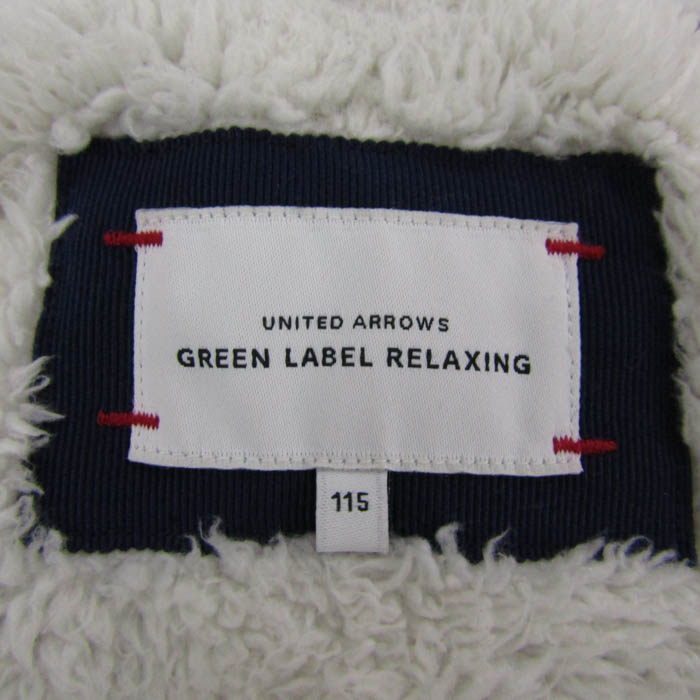 UNITED ARROWS
GREEN LABEL RELAXING
115